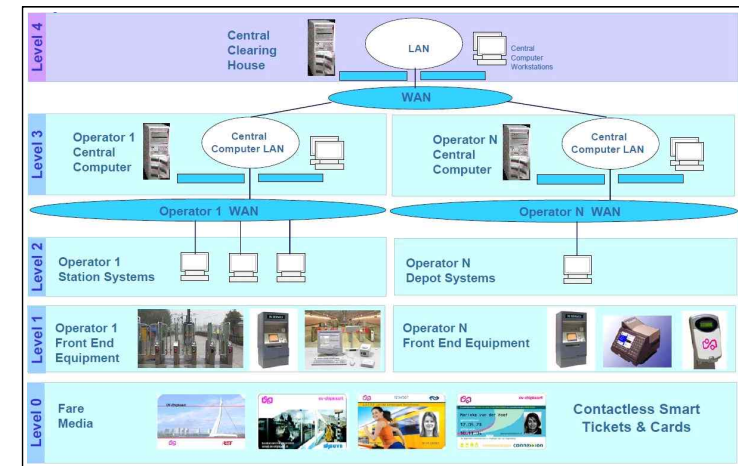 Level 4
Central
Clearing
House
LAN
Central
Computer
Workstations
WAN
Level 3
Operator 1
Central
Computer
Central
Computer LAN
Operator N
Central
Computer
Central
Computer LAN
Operator 1 WAN
Operator N WAN
Level 2
Operator 1
Station Systems
Operator N
Depot Systems
Level 1
Operator 1
Front End
Equipment
Operator N
Front End Equipment
Level 0
Fare
Media
Contactless Smart
Tickets & Cards